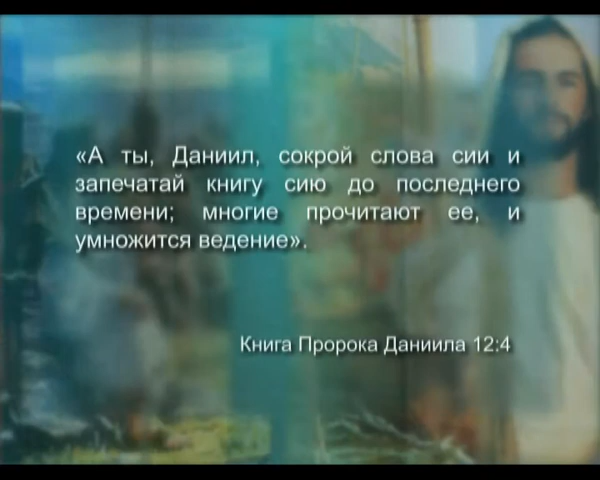 «А ты, Даниил, сокрой слова сии и
запечатай книгу сию до последнего
времени; многие прочитают ее, и
умножится ведение».
Книга Пророка Даниила 12:4